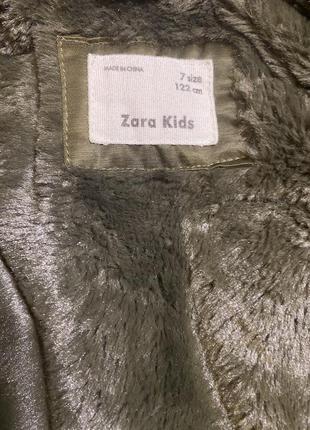 MADE IN CHINA
7 size
122 cm
Zara Kids